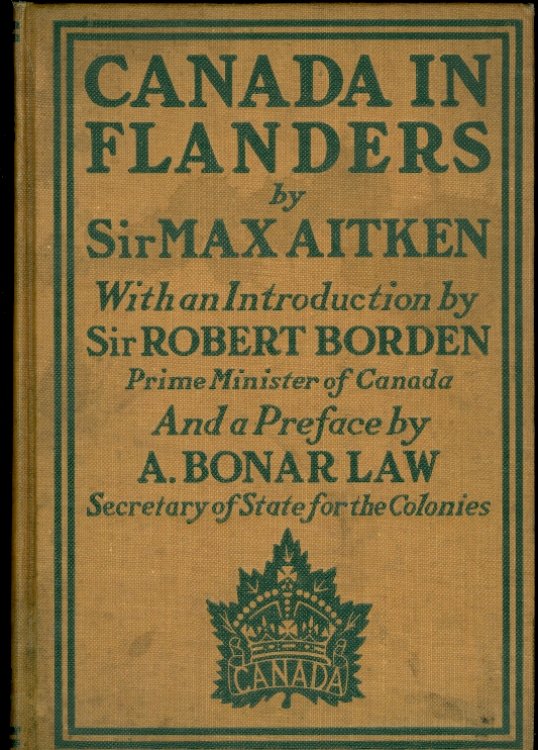 CANADA IN
FLANDERS
by
Sir MAX AITKEN
With an Introduction by
Sir ROBERT BORDEN
Prime Minister of Canada
And a Preface by
A. BONAR LAW
Secretary of State for the Colonies
CANADA